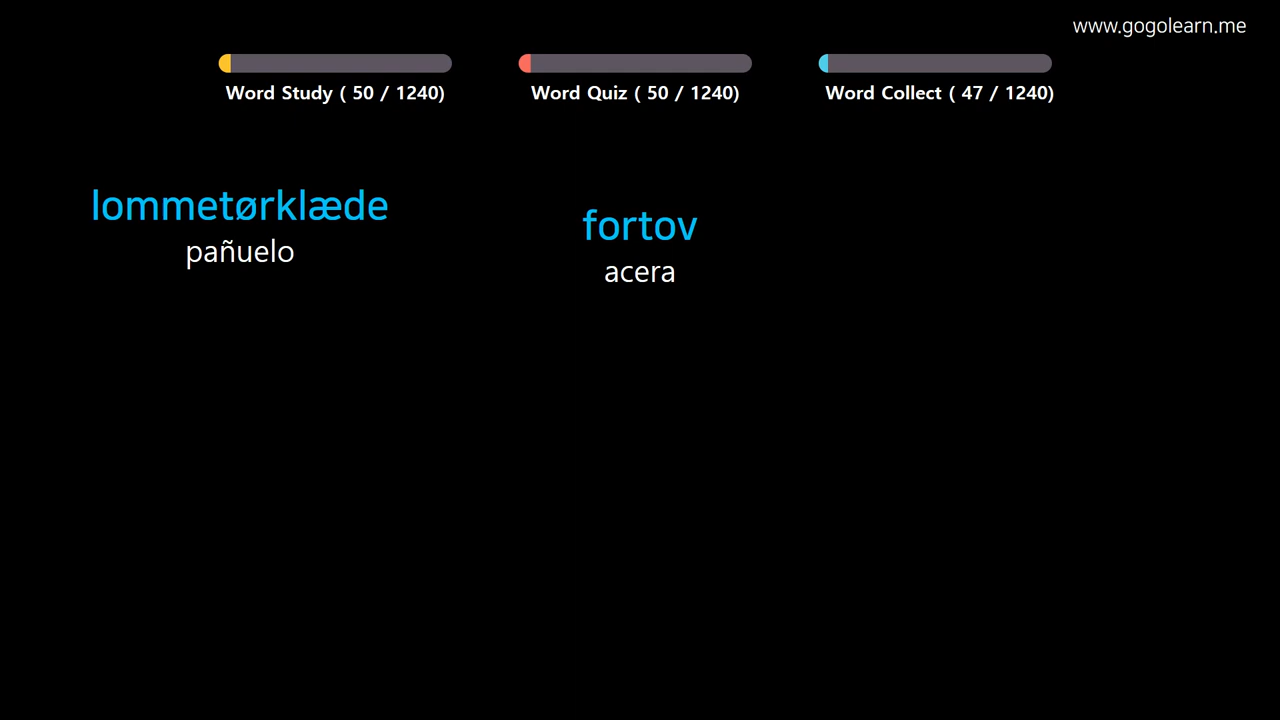 www.gogolearn.me
Word Study ( 50 / 1240)
Word Quiz ( 50 / 1240)
Word Collect ( 47 / 1240)
lommetørklæde
pañuelo
fortov
acera